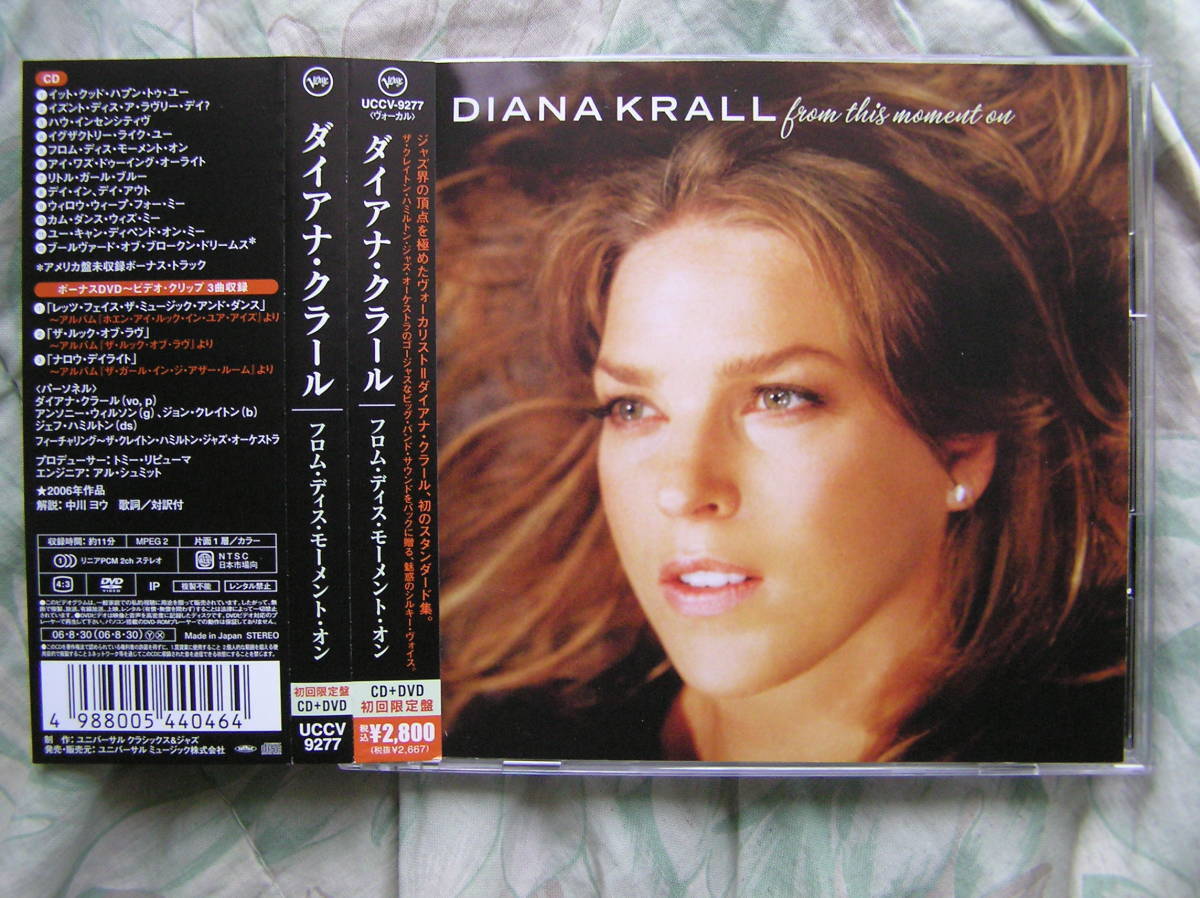 CD
❶イット・ウッド・ハプン・トゥ・ユー
❷イズント・ディス・ア・ラヴリー・デイ?
❸ハウ・インセンシティヴ
❹イグザクトリー・ライク・ユー
❺フロム・ディス・モーメント・オン
❻アイ・ワズ・ドゥーイング・オーライト
❼リトル・ガール・ブルー
❽デイ・イン、デイ・アウト
❾ウィロウ・ウィープ・フォー・ミー
❿カム・ダンス・ウィズ・ミー
⓫ユー・キャン・ディペンド・オン・ミー
⓬ブールヴァード・オブ・ブロークン・ドリームス*
*アメリカ盤未収録ボーナス・トラック
ボーナスDVD～ビデオ・クリップ 3曲収録
❶「レッツ・フェイス・ザ・ミュージック・アンド・ダンス」
～アルバム『ホエン・アイ・ルック・イン・ユア・アイズ』より
❷「ザ・ルック・オブ・ラヴ」
～アルバム『ザ・ルック・オブ・ラヴ』より
❸「ナロウ・デイライト」
～アルバム『ザ・ガール・イン・ジ・アザー・ルーム』より
〈パーソネル〉
ダイアナ・クラール(vo, p)
アンソニー・ウィルソン(g)、ジョン・クレイトン(b)
ジェフ・ハミルトン(ds)
フィーチャリング～ザ・クレイトン・ハミルトン・ジャズ・オーケストラ
プロデューサー:トミー・リピューマ
エンジニア:アル・シュミット
★2006年作品
解説:中川ヨウ 歌詞/対訳付
収録時間:約11分 MPEG 2 片面1層/カラー
リニアPCM 2ch ステレオ NTSC 日本市場向
4:3 DVD VIDEO IP 複製不能 レンタル禁止
06・8・30(06・8・30)ⓎⓍ Made in Japan STEREO
4 988005 440464
制作:ユニバーサル クラシックス&ジャズ
発売・販売元:ユニバーサル ミュージック株式会社
Verve
ダイアナ・クラール
フロム・ディス・モーメント・オン
初回限定盤
CD+DVD
UCCV
9277
Verve
UCCV-9277
〈ヴォーカル〉
ダイアナ・クラール
フロム・ディス・モーメント・オン
ジャズ界の頂点を極めたヴォーカリスト=ダイアナ・クラール、初のスタンダード集。
ザ・クレイトン・ハミルトン・ジャズ・オーケストラのゴージャスなビッグ・バンド・サウンドをバックに贈る、魅惑のシルキー・ヴォイス。
CD+DVD
初回限定盤
税込¥2,800
(税抜¥2,667)
DIANA KRALL from this moment on